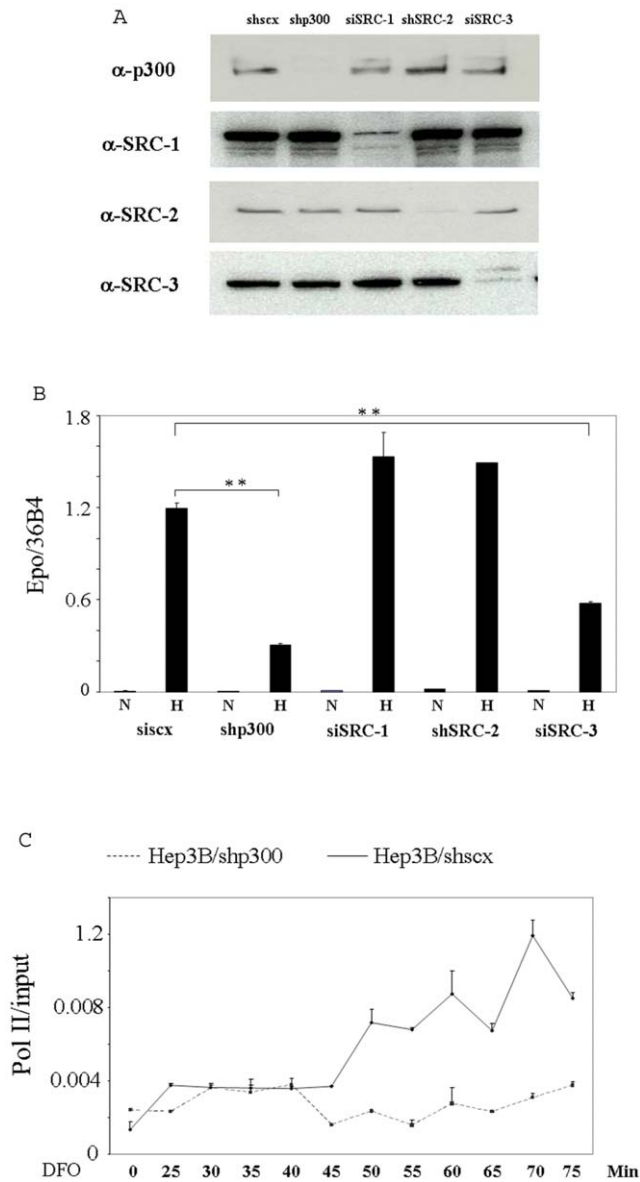 A
shscx shp300 siSRC-1 shSRC-2 siSRC-3
α-p300
α-SRC-1
α-SRC-2
α-SRC-3
B
Epo/36B4
1.8
1.2
0.6
0
**
**
N H N H N H N H N H
siscx shp300 siSRC-1 shSRC-2 siSRC-3
C
Hep3B/shp300 Hep3B/shscx
Pol II/input
1.2
0.008
0.004
0
DFO 0 25 30 35 40 45 50 55 60 65 70 75 Min